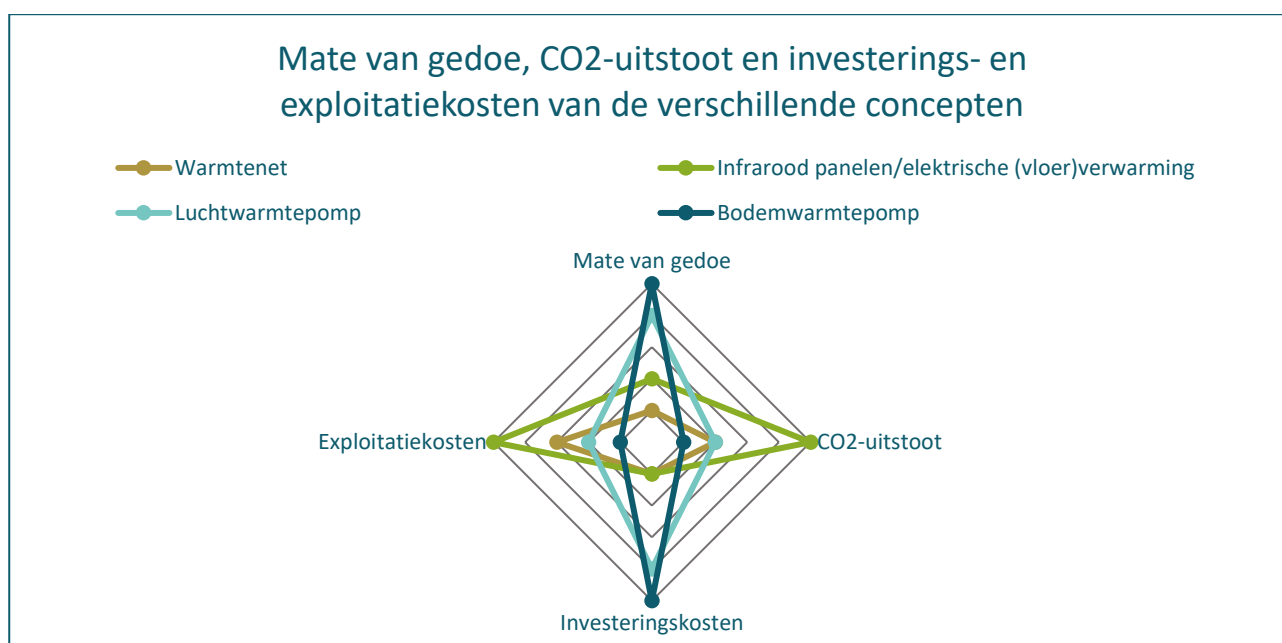 Mate van gedoe, CO2-uitstoot en investerings- en
exploitatiekosten van de verschillende concepten
Warmtenet
Infrarood panelen/elektrische (vloer)verwarming
Luchtwarmtepomp
Bodemwarmtepomp
Mate van gedoe
Exploitatiekosten
CO2-uitstoot
Investeringskosten